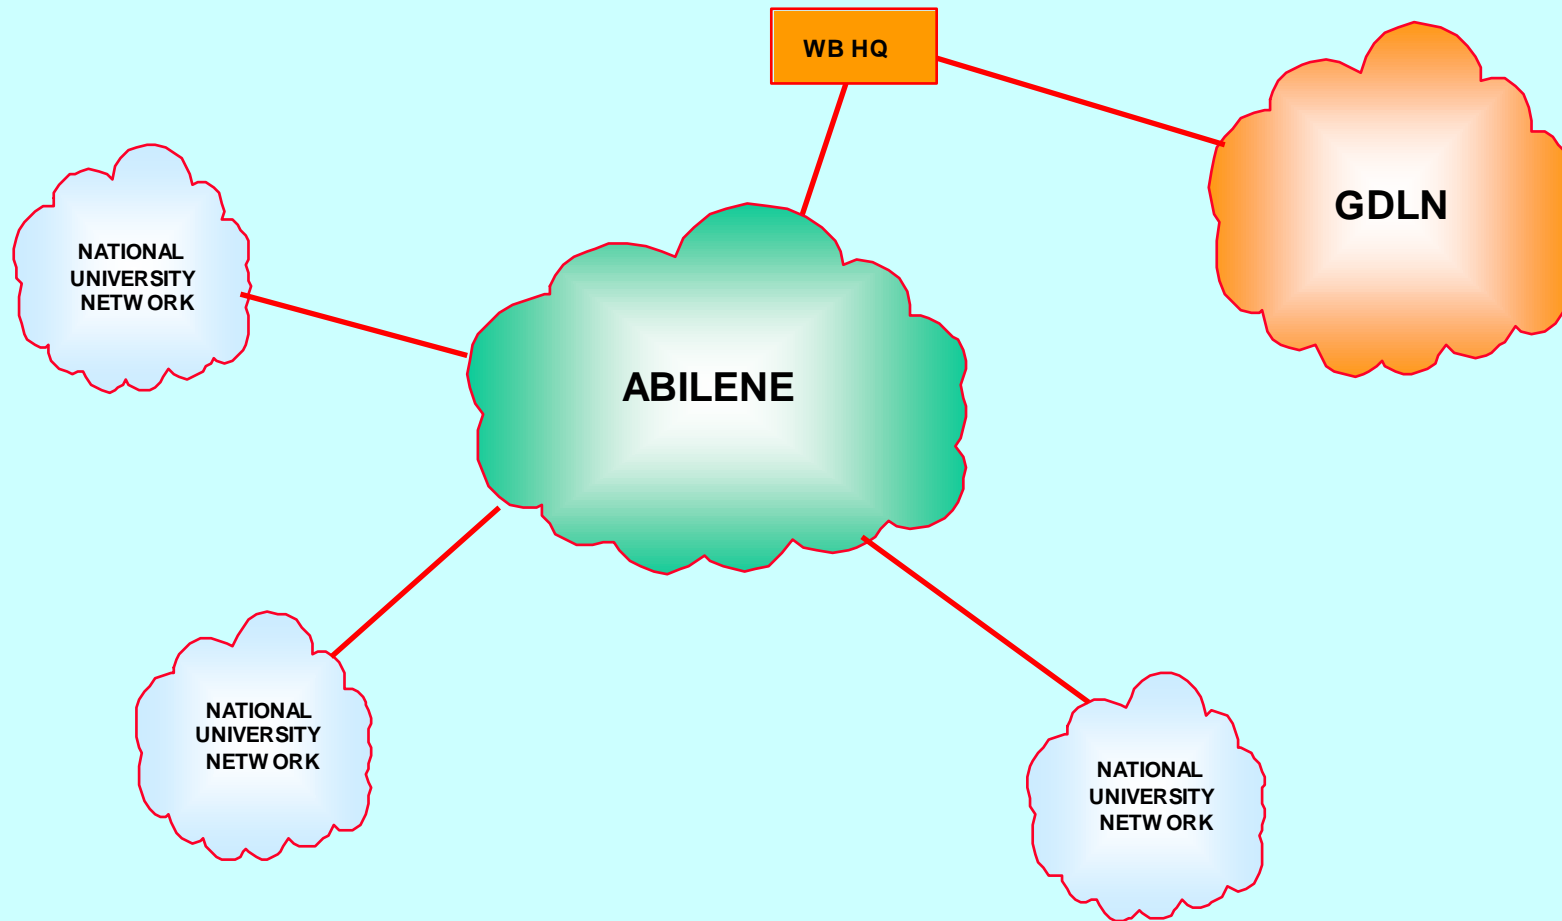 WB HQ
GDLN
NATIONAL
UNIVERSITY
NETWORK
ABILENE
NATIONAL
UNIVERSITY
NETWORK
NATIONAL
UNIVERSITY
NETWORK